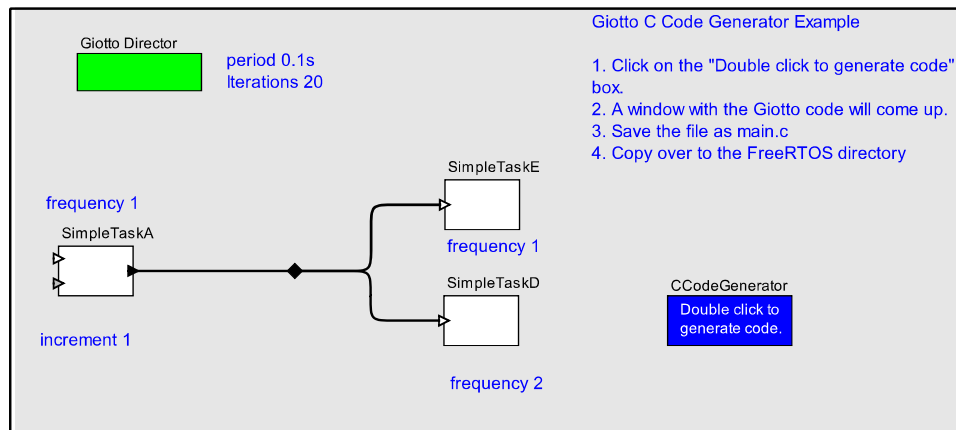 Giotto C Code Generator Example
Giotto Director
period 0.1s
Iterations 20
1. Click on the "Double click to generate code"
box.
2. A window with the Giotto code will come up.
3. Save the file as main.c
4. Copy over to the FreeRTOS directory
SimpleTaskE
frequency 1
SimpleTaskA
frequency 1
SimpleTaskD
CCodeGenerator
Double click to
generate code.
increment 1
frequency 2